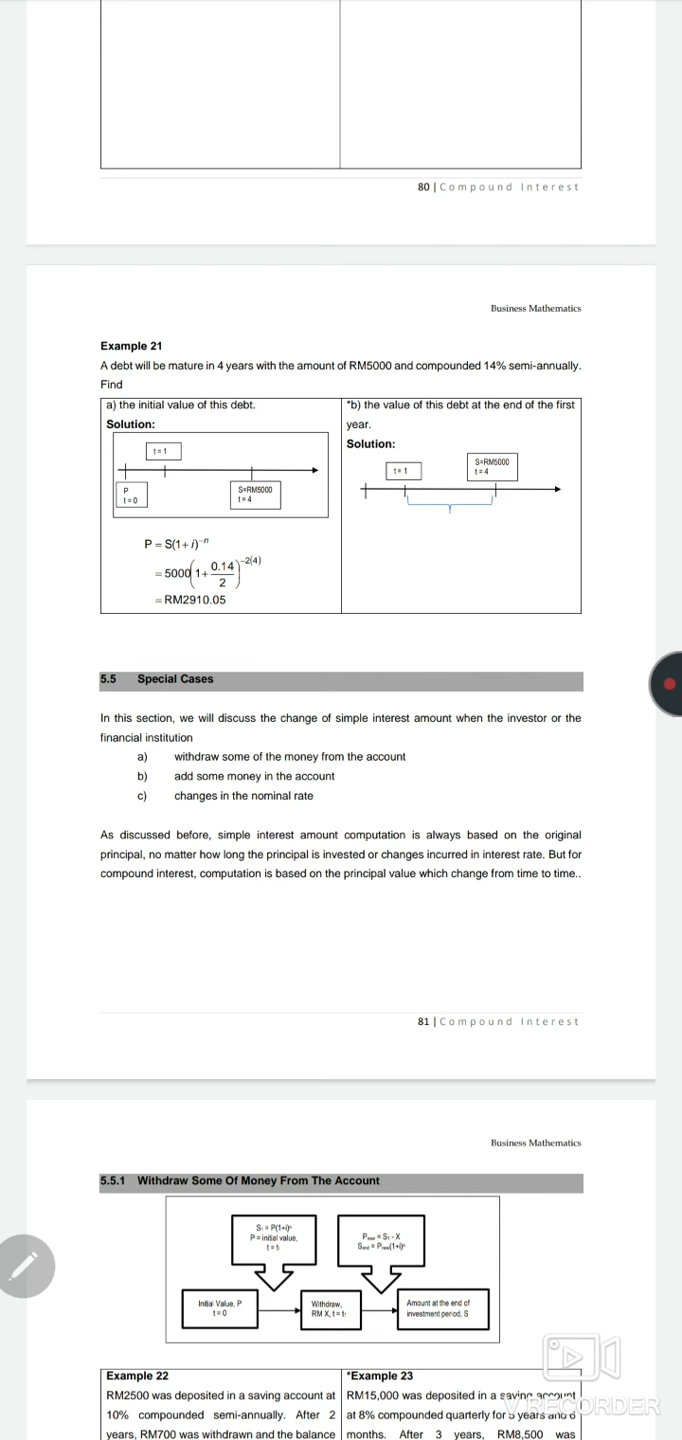 80 | Compound Interest
Business Mathematics
Example 21
A debt will be mature in 4 years with the amount of RM5000 and compounded 14% semi-annually.
Find
a) the initial value of this debt.
Solution:
t = 1
P
t = 0
S=RM5000
t = 4
P = S(1+ i)⁻ⁿ
= 5000(1+ 0.14/2)^-2(4)
= RM2910.05
*b) the value of this debt at the end of the first
year.
Solution:
t = 1
S=RM5000
t = 4
5.5 Special Cases
In this section, we will discuss the change of simple interest amount when the investor or the
financial institution
a) withdraw some of the money from the account
b) add some money in the account
c) changes in the nominal rate
As discussed before, simple interest amount computation is always based on the original
principal, no matter how long the principal is invested or changes incurred in interest rate. But for
compound interest, computation is based on the principal value which change from time to time..
81 | Compound Interest
Business Mathematics
5.5.1 Withdraw Some Of Money From The Account
S₁ = P(1+i)ⁿ
P = initial value,
t = t₁
= S₁ - X
Initial Value, P
t = 0
Withdraw,
RM X, t = t₁
Amount at the end of
investment period, S
Example 22
RM2500 was deposited in a saving account at
10% compounded semi-annually. After 2
years, RM700 was withdrawn and the balance
*Example 23
RM15,000 was deposited in a saving account
at 8% compounded quarterly for 5 years and 6
months. After 3 years, RM8,500 was
V RECORDER